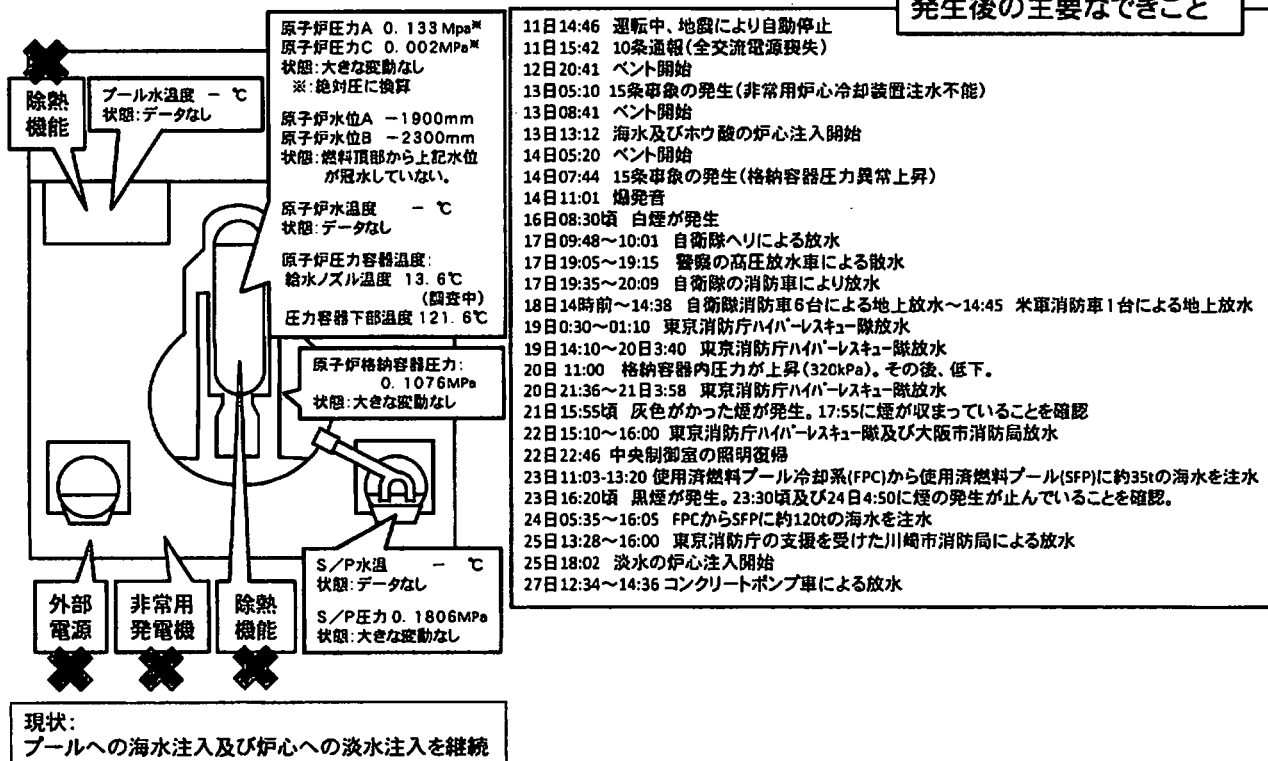 発生後の主要なできごと
原子炉圧力A 0.133Mpa※
原子炉圧力C 0.002MPa※
状態:大きな変動なし
※:絶対圧に換算
原子炉水位A −1900mm
原子炉水位B −2300mm
状態:燃料頂部から上記水位
が冠水していない。
原子炉水温度 − ℃
状態:データなし
原子炉圧力容器温度:
給水ノズル温度 13.6℃
(調査中)
圧力容器下部温度 121.6℃
除熱
機能
プール水温度 − ℃
状態:データなし
原子炉格納容器圧力:
0.1076MPa
状態:大きな変動なし
S/P水温 − ℃
状態:データなし
S/P圧力 0.1806MPa
状態:大きな変動なし
外部
電源
非常用
発電機
除熱
機能
現状:
プールへの海水注入及び炉心への淡水注入を継続
11日14:46 運転中、地震により自動停止
11日15:42 10条通報(全交流電源喪失)
12日20:41 ベント開始
13日05:10 15条事象の発生(非常用炉心冷却装置注水不能)
13日08:41 ベント開始
13日13:12 海水及びホウ酸の炉心注入開始
14日05:20 ベント開始
14日07:44 15条事象の発生(格納容器圧力異常上昇)
14日11:01 爆発音
16日08:30頃 白煙が発生
17日09:48～10:01 自衛隊ヘリによる放水
17日19:05～19:15 警察の高圧放水車による散水
17日19:35～20:09 自衛隊の消防車により放水
18日14時前～14:38 自衛隊消防車6台による地上放水～14:45 米軍消防車1台による地上放水
19日0:30～01:10 東京消防庁ハイパーレスキュー隊放水
19日14:10～20日3:40 東京消防庁ハイパーレスキュー隊放水
20日 11:00 格納容器内圧力が上昇(320kPa)。その後、低下。
20日21:36～21日3:58 東京消防庁ハイパーレスキュー隊放水
21日15:55頃 灰色がかった煙が発生。17:55に煙が収まっていることを確認
22日15:10～16:00 東京消防庁ハイパーレスキュー隊及び大阪市消防局放水
22日22:46 中央制御室の照明復帰
23日11:03-13:20 使用済燃料プール冷却系(FPC)から使用済燃料プール(SFP)に約35tの海水を注水
23日16:20頃 黒煙が発生。23:30頃及び24日4:50に煙の発生が止んでいることを確認。
24日05:35～16:05 FPCからSFPに約120tの海水を注水
25日13:28～16:00 東京消防庁の支援を受けた川崎市消防局による放水
25日18:02 淡水の炉心注入開始
27日12:34～14:36 コンクリートポンプ車による放水